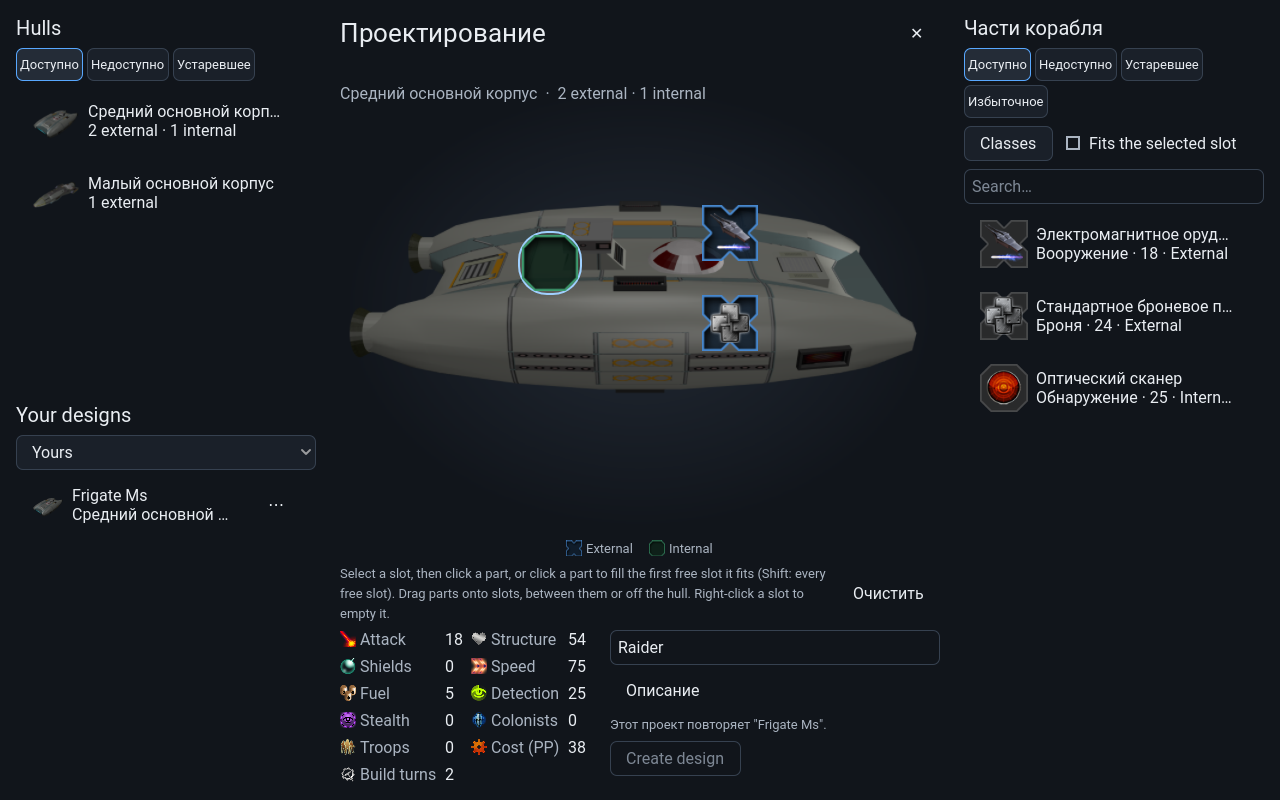 Hulls
Доступно
Недоступно
Устаревшее
Средний основной корп…
2 external · 1 internal
Малый основной корпус
1 external
Your designs
Yours
Frigate Ms
Средний основной …
…
Проектирование
×
Средний основной корпус · 2 external · 1 internal
External
Internal
Select a slot, then click a part, or click a part to fill the first free slot it fits (Shift: every
free slot). Drag parts onto slots, between them or off the hull. Right-click a slot to
empty it.
Очистить
Attack 18
Structure 54
Shields 0
Speed 75
Fuel 5
Detection 25
Stealth 0
Colonists 0
Troops 0
Cost (PP) 38
Build turns 2
Raider
Описание
Этот проект повторяет "Frigate Ms".
Create design
Части корабля
Доступно
Недоступно
Устаревшее
Избыточное
Classes
Fits the selected slot
Search…
Электромагнитное оруд…
Вооружение · 18 · External
Стандартное броневое п…
Броня · 24 · External
Оптический сканер
Обнаружение · 25 · Intern…